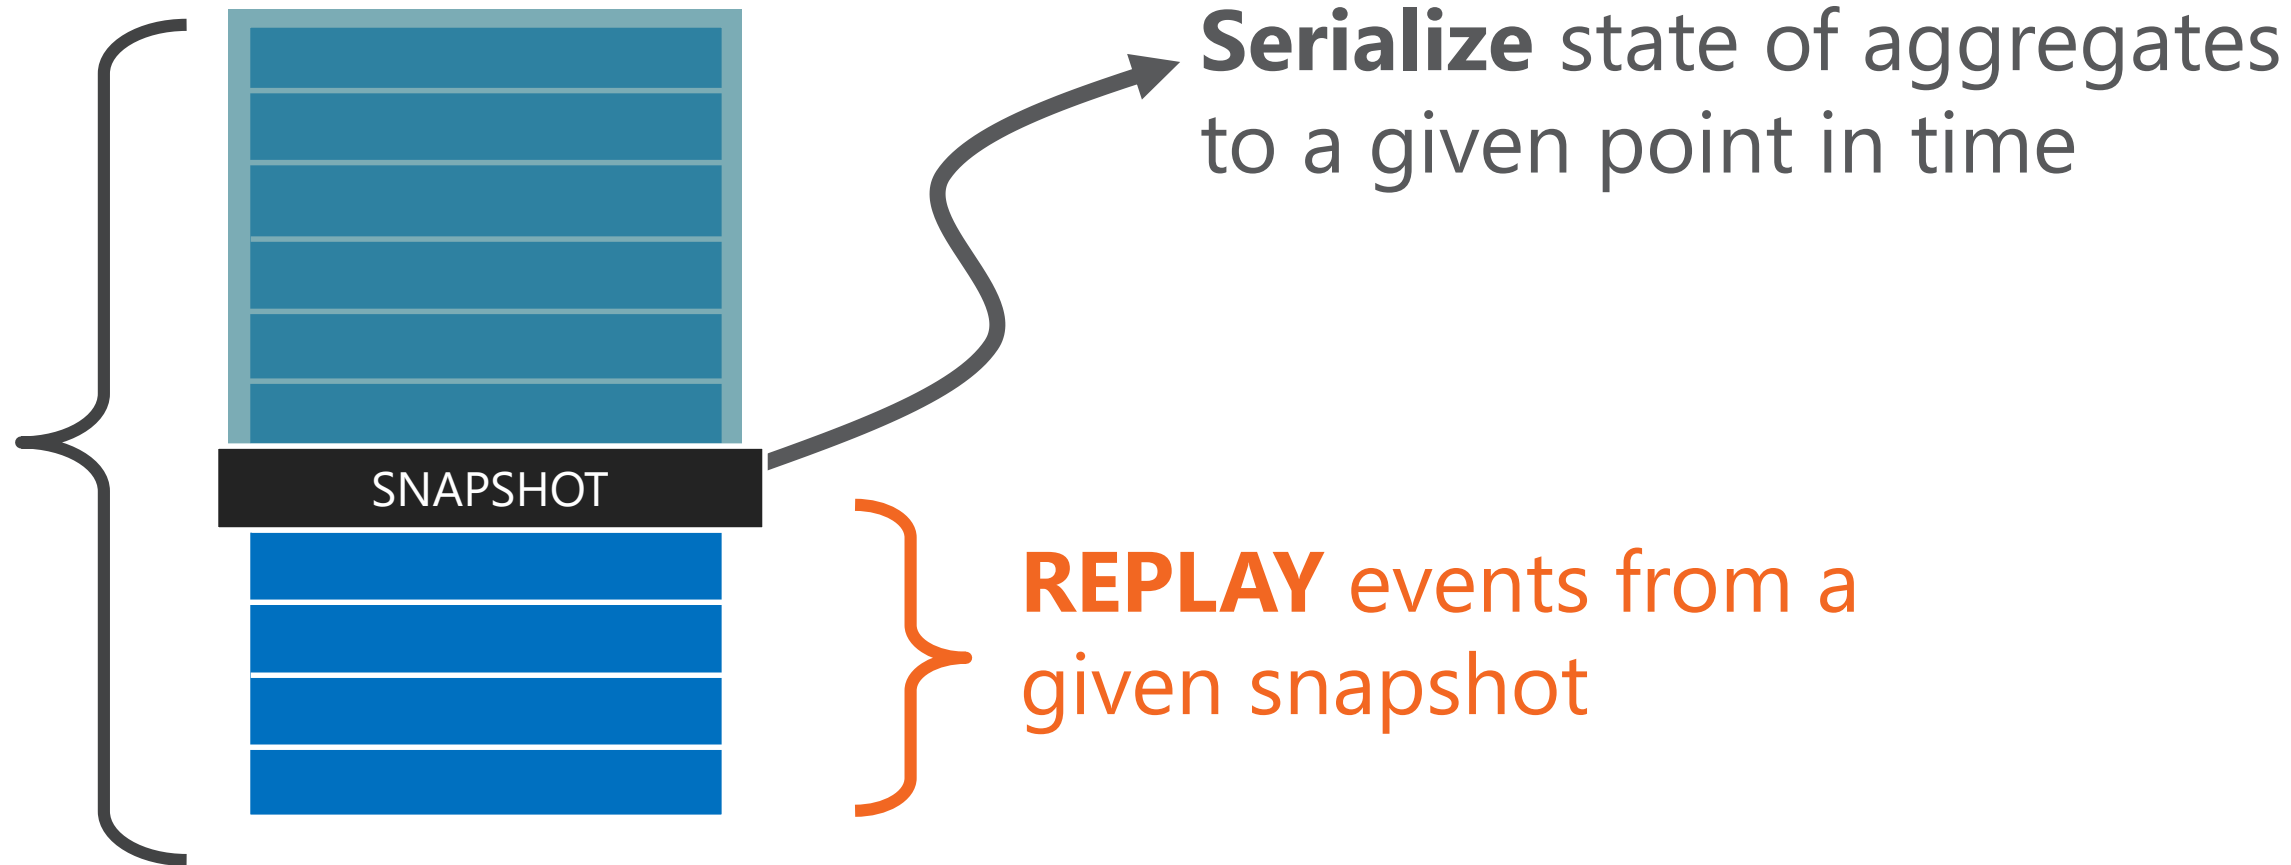 Serialize state of aggregates
to a given point in time
SNAPSHOT
REPLAY events from a
given snapshot